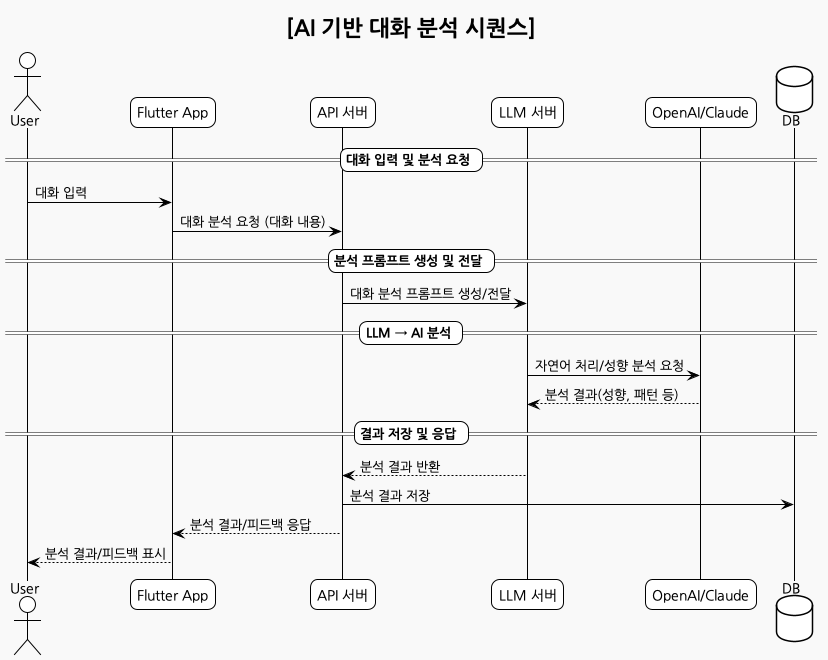 [AI 기반 대화 분석 시퀀스]
User
Flutter App
API 서버
LLM 서버
OpenAI/Claude
DB
대화 입력 및 분석 요청
대화 입력
대화 분석 요청 (대화 내용)
분석 프롬프트 생성 및 전달
대화 분석 프롬프트 생성/전달
LLM → AI 분석
자연어 처리/성향 분석 요청
분석 결과(성향, 패턴 등)
결과 저장 및 응답
분석 결과 반환
분석 결과 저장
분석 결과/피드백 응답
분석 결과/피드백 표시
User
Flutter App
API 서버
LLM 서버
OpenAI/Claude
DB